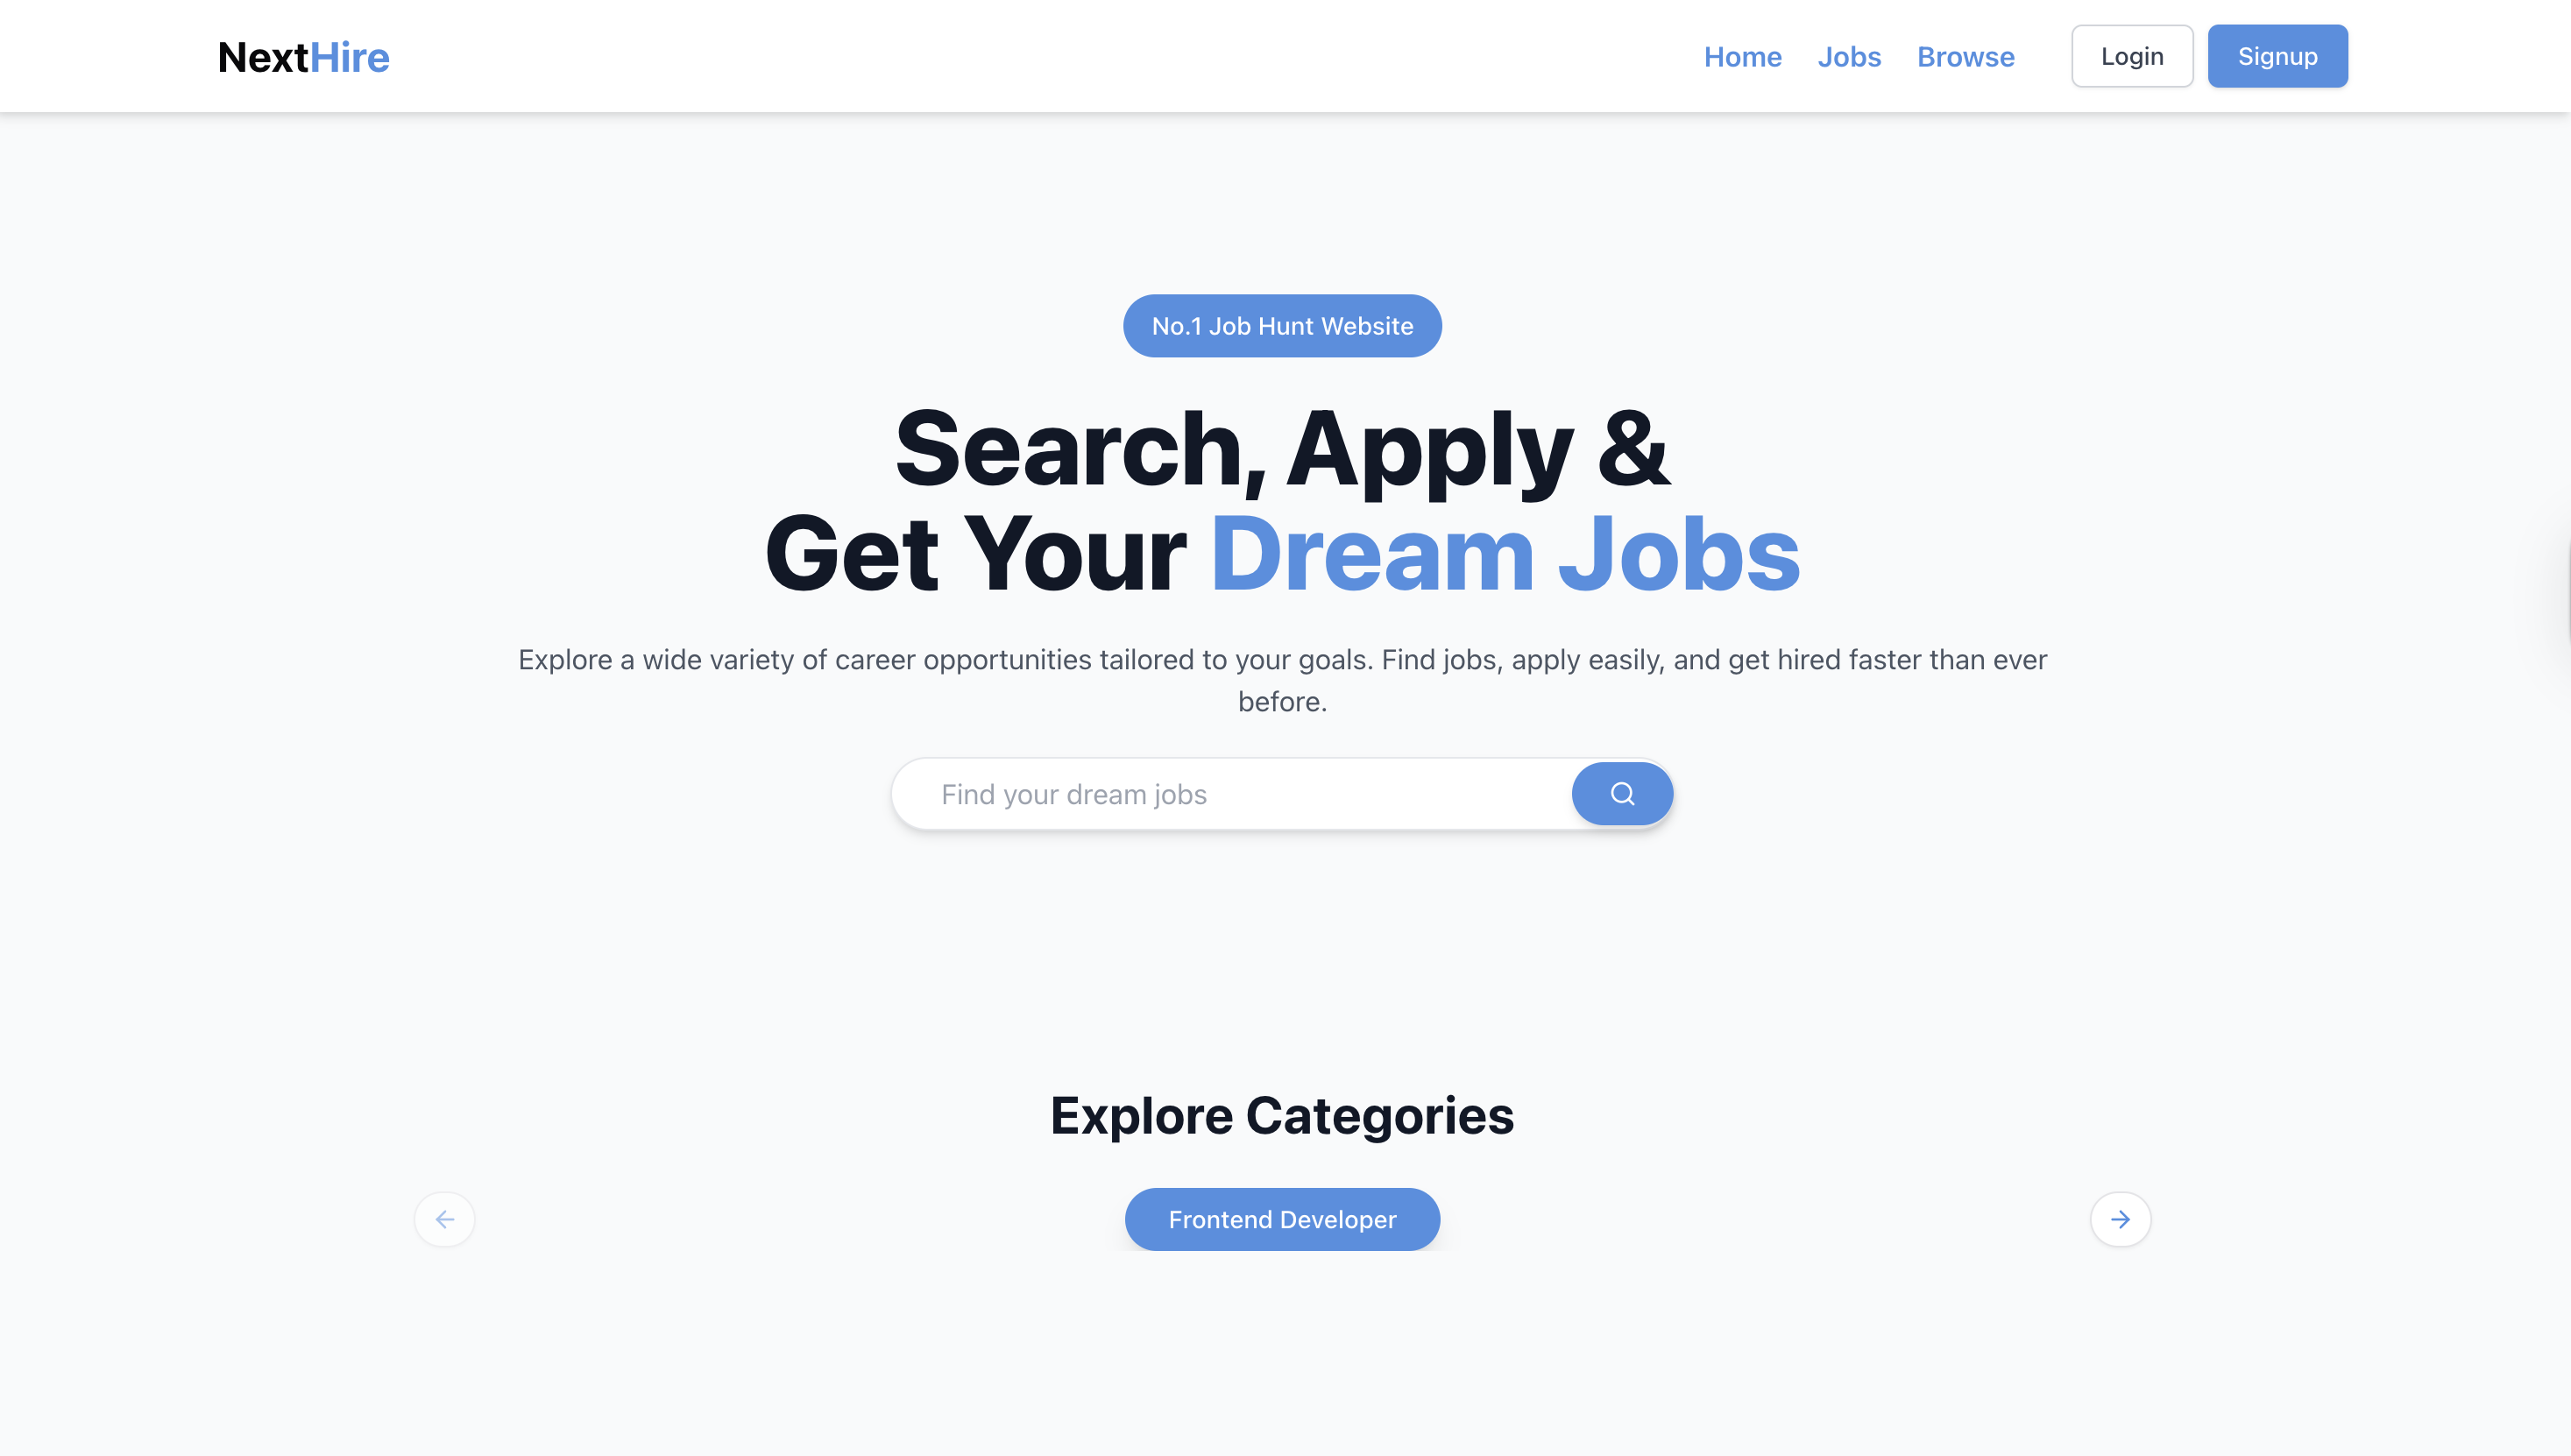 NextHire
Home Jobs Browse Login Signup
No.1 Job Hunt Website
Search, Apply &
Get Your Dream Jobs
Explore a wide variety of career opportunities tailored to your goals. Find jobs, apply easily, and get hired faster than ever
before.
Find your dream jobs
Explore Categories
Frontend Developer